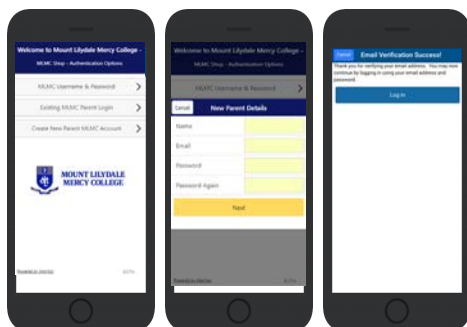 Welcome to Mount Lilydale Mercy College -
MLMC Shop - Authentication Options
MLMC Username & Password
Existing MLMC Parent Login
Create New Parent MLMC Account
MOUNT LILYDALE
MERCY COLLEGE
Welcome to Mount Lilydale Mercy College -
MLMC Shop - Authentication Options
MLMC Username & Password
Cancel New Parent Details
Name
Email
Password
Password Again
Next
Cancel Email Verification Success!
Thank you for verifying your email address. You may now
continue by logging in using your email address and
password.
Log in